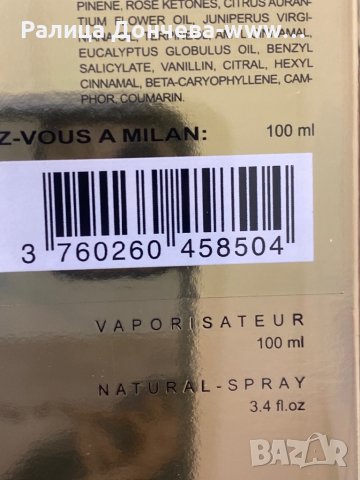 PINENE, ROSE KETONES, CITRUS AURAN-
TIUM FLOWER OIL, JUNIPERUS VIRGI-
Ралица Дончева-www...
EUCALYPTUS GLOBULUS OIL, BENZYL
SALICYLATE, VANILLIN, CITRAL, HEXYL
CINNAMAL, BETA-CARYOPHYLLENE, CAM-
PHOR, COUMARIN.
Z-VOUS A MILAN: 100 ml
3 760260 458504
VAPORISATEUR
100 ml
NATURAL-SPRAY
3.4 fl.oz
BAZAR
bg